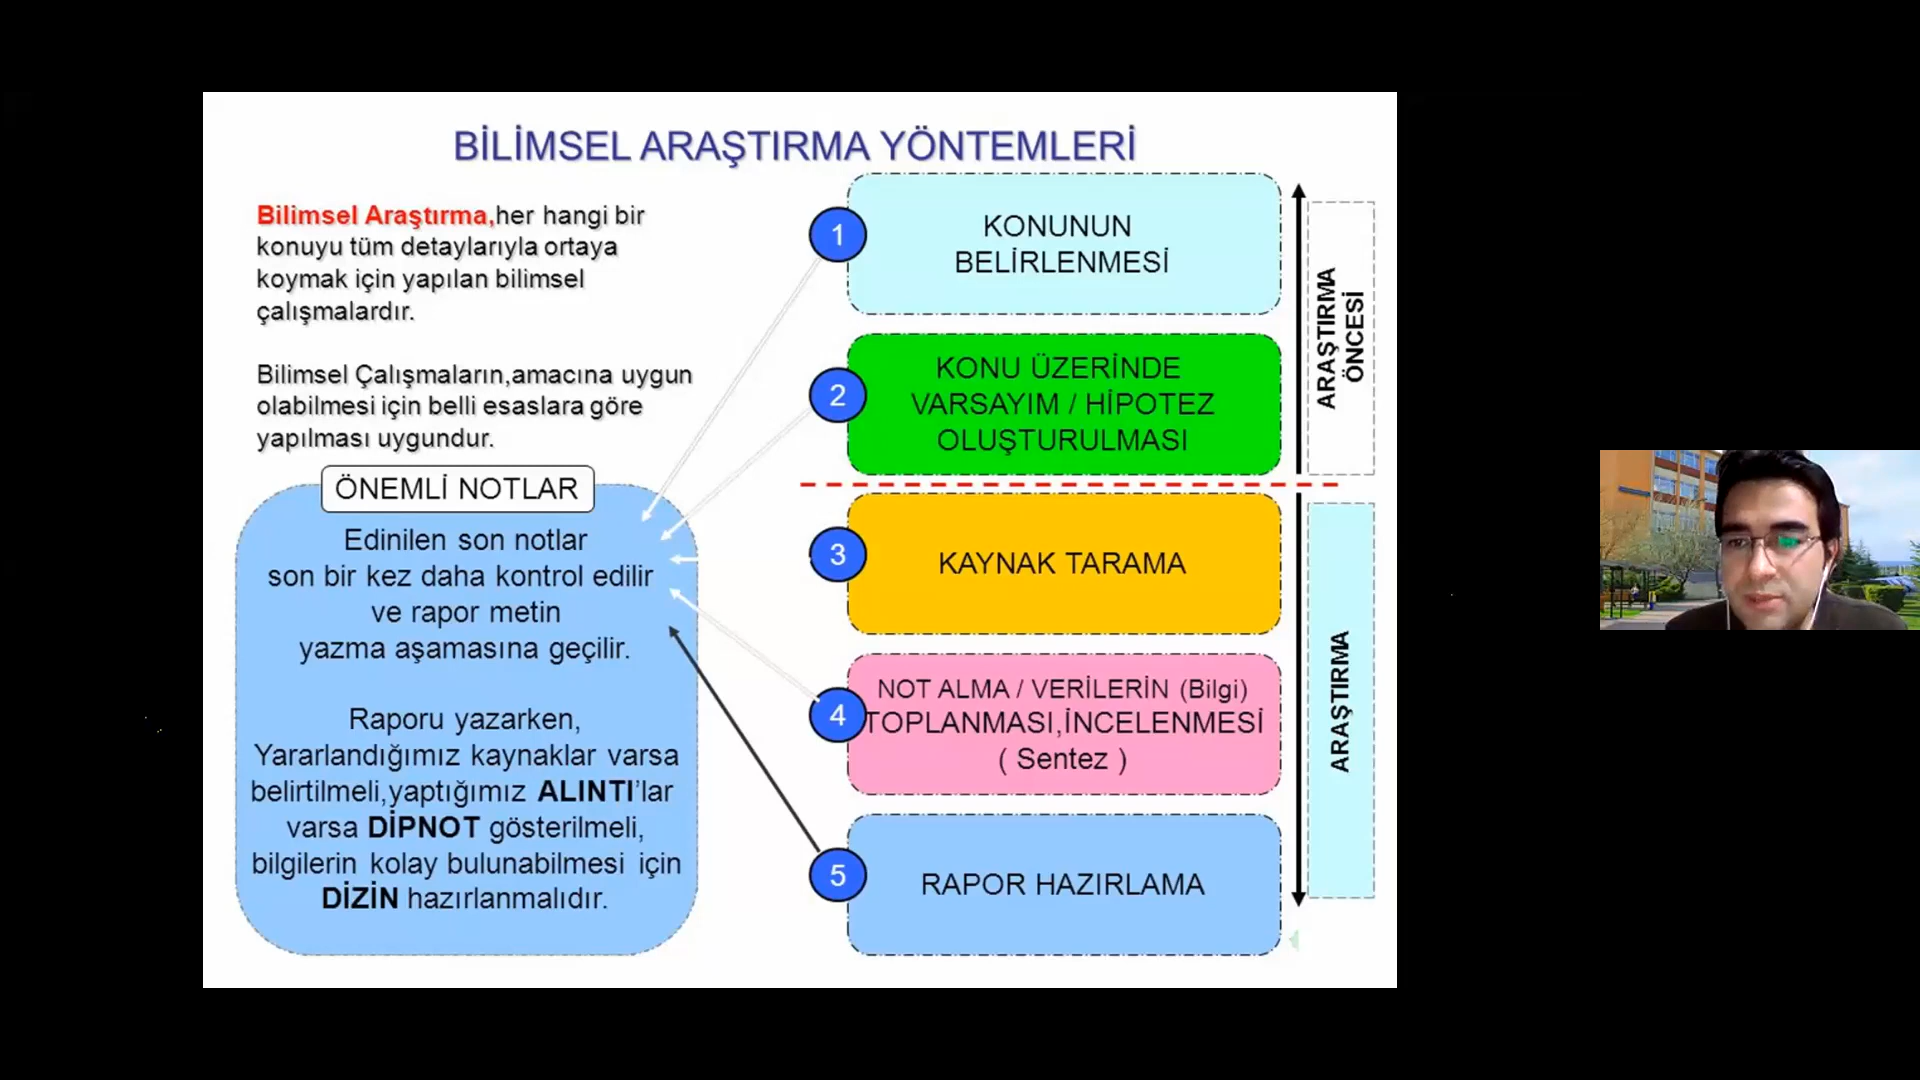 BİLİMSEL ARAŞTIRMA YÖNTEMLERİ
Bilimsel Araştırma,her hangi bir
konuyu tüm detaylarıyla ortaya
koymak için yapılan bilimsel
çalışmalardır.
Bilimsel Çalışmaların,amacına uygun
olabilmesi için belli esaslara göre
yapılması uygundur.
ÖNEMLİ NOTLAR
Edinilen son notlar
son bir kez daha kontrol edilir
ve rapor metin
yazma aşamasına geçilir.
Raporu yazarken,
Yararlandığımız kaynaklar varsa
belirtilmeli,yaptığımız ALINTI’lar
varsa DİPNOT gösterilmeli,
bilgilerin kolay bulunabilmesi için
DİZİN hazırlanmalıdır.
1
KONUNUN
BELİRLENMESİ
2
KONU ÜZERİNDE
VARSAYIM / HİPOTEZ
OLUŞTURULMASI
3
KAYNAK TARAMA
4
NOT ALMA / VERİLERİN (Bilgi)
TOPLANMASI,İNCELENMESİ
( Sentez )
5
RAPOR HAZIRLAMA
ARAŞTIRMA
ÖNCESİ
ARAŞTIRMA